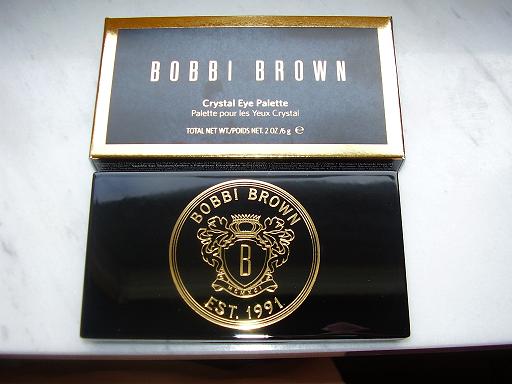 BOBBI BROWN
Crystal Eye Palette
Palette pour les Yeux Crystal
TOTAL NET WT./POIDS NET. 2 OZ./6 g ℮
BOBBI BROWN
B
MCMXCI
EST. 1991